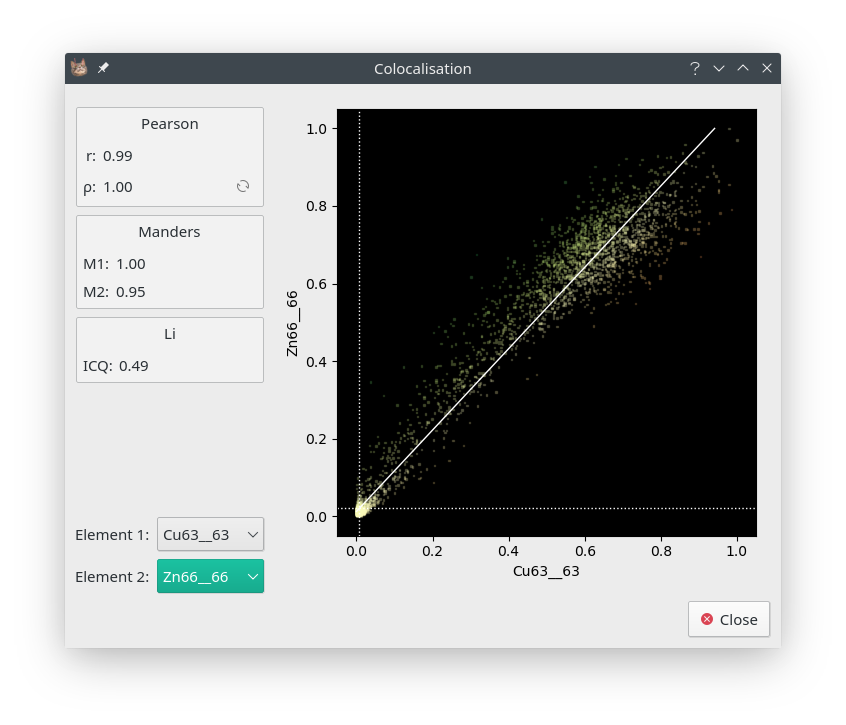 Colocalisation
Pearson
r: 0.99
ρ: 1.00
Manders
M1: 1.00
M2: 0.95
Li
ICQ: 0.49
Element 1: Cu63__63
Element 2: Zn66__66
1.0
0.8
0.6
0.4
0.2
0.0
Zn66__66
0.0 0.2 0.4 0.6 0.8 1.0
Cu63__63
Close